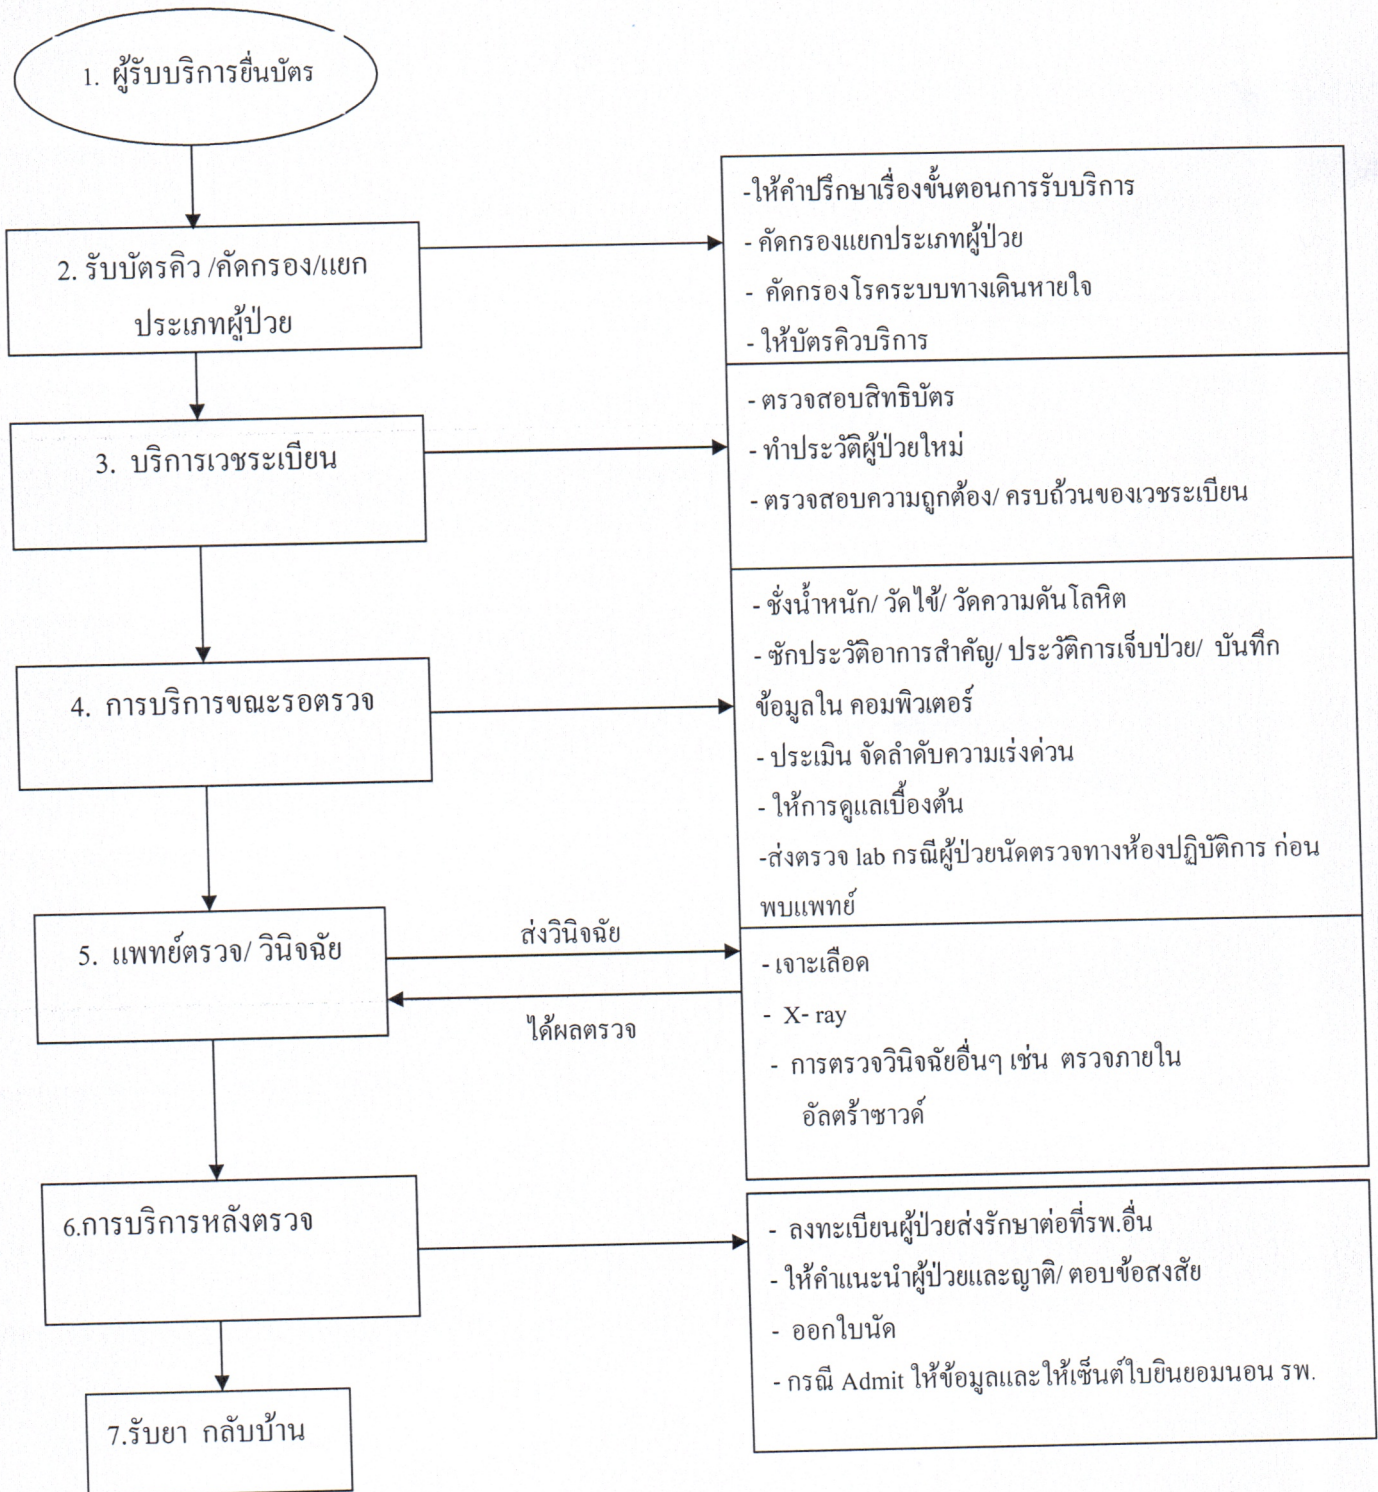 1. ผู้รับบริการยื่นบัตร
2. รับบัตรคิว /คัดกรอง/แยก
ประเภทผู้ป่วย
-ให้คำปรึกษาเรื่องขั้นตอนการรับบริการ
- คัดกรองแยกประเภทผู้ป่วย
- คัดกรองโรคระบบทางเดินหายใจ
- ให้บัตรคิวบริการ
3. บริการเวชระเบียน
- ตรวจสอบสิทธิบัตร
- ทำประวัติผู้ป่วยใหม่
- ตรวจสอบความถูกต้อง/ ครบถ้วนของเวชระเบียน
4. การบริการขณะรอตรวจ
- ชั่งน้ำหนัก/ วัดไข้/ วัดความดันโลหิต
- ซักประวัติอาการสำคัญ/ ประวัติการเจ็บป่วย/ บันทึก
ข้อมูลใน คอมพิวเตอร์
- ประเมิน จัดลำดับความเร่งด่วน
- ให้การดูแลเบื้องต้น
-ส่งตรวจ lab กรณีผู้ป่วยนัดตรวจทางห้องปฏิบัติการ ก่อน
พบแพทย์
5. แพทย์ตรวจ/ วินิจฉัย
ส่งวินิจฉัย
ได้ผลตรวจ
- เจาะเลือด
- X- ray
- การตรวจวินิจฉัยอื่นๆ เช่น ตรวจภายใน
อัลตร้าซาวค์
6.การบริการหลังตรวจ
- ลงทะเบียนผู้ป่วยส่งรักษาต่อที่รพ.อื่น
- ให้คำแนะนำผู้ป่วยและญาติ/ ตอบข้อสงสัย
- ออกใบนัด
- กรณี Admit ให้ข้อมูลและให้เซ็นต์ใบยินยอมนอน รพ.
7.รับยา กลับบ้าน